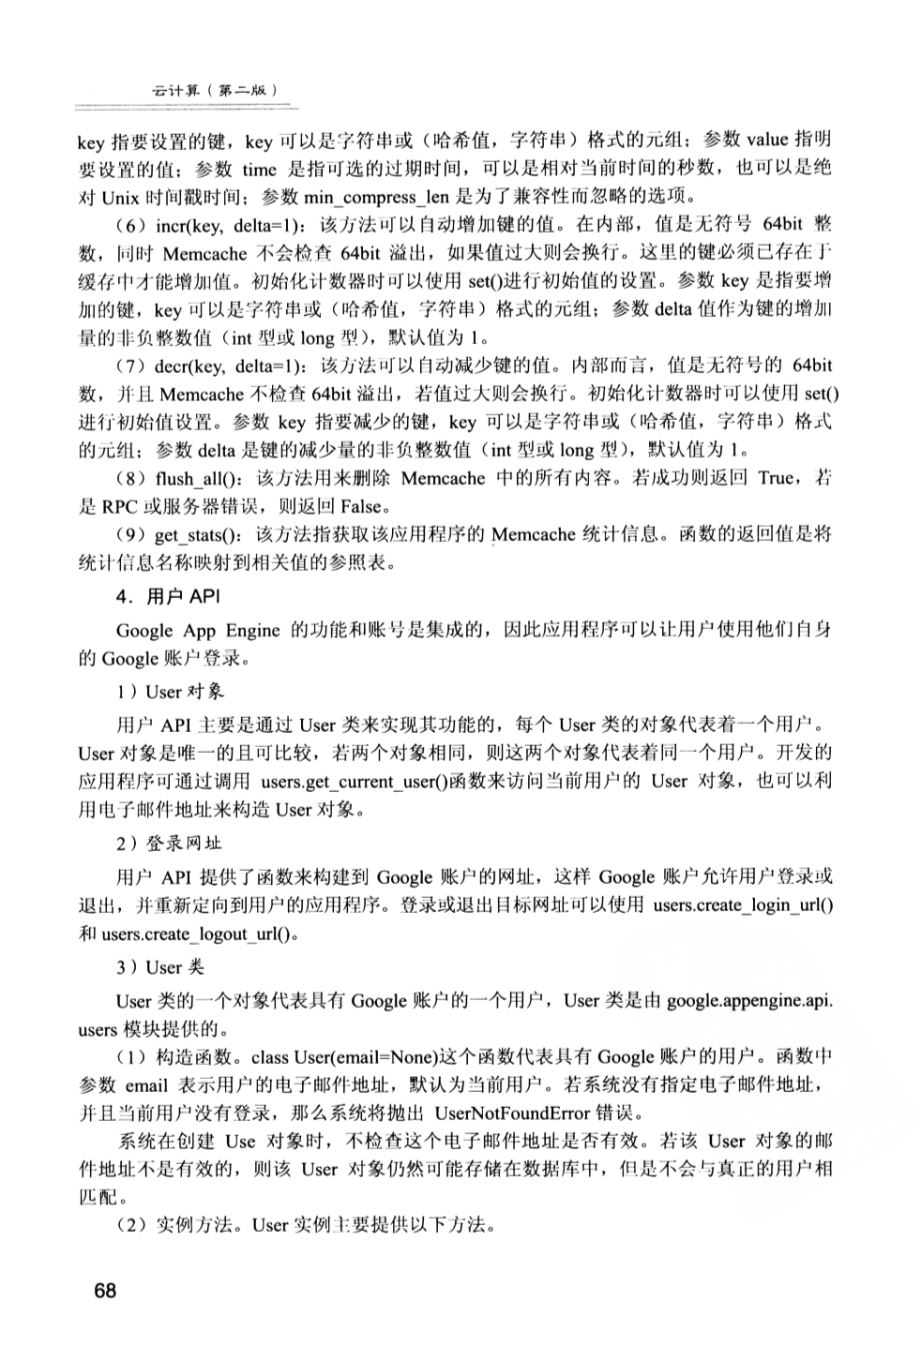 云计算（第二版）
key 指要设置的键，key 可以是字符串或（哈希值，字符串）格式的元组；参数 value 指明
要设置的值；参数 time 是指可选的过期时间，可以是相对当前时间的秒数，也可以是绝
对 Unix 时间戳时间；参数 min_compress_len 是为了兼容性而忽略的选项。
（6）incr(key, delta=1)：该方法可以自动增加键的值。在内部，值是无符号 64bit 整
数，同时 Memcache 不会检查 64bit 溢出，如果值过大则会换行。这里的键必须已存在于
缓存中才能增加值。初始化计数器时可以使用 set()进行初始值的设置。参数 key 是指要增
加的键，key 可以是字符串或（哈希值，字符串）格式的元组；参数 delta 值作为键的增加
量的非负整数值（int 型或 long 型），默认值为 1。
（7）decr(key, delta=1)：该方法可以自动减少键的值。内部而言，值是无符号的 64bit
数，并且 Memcache 不检查 64bit 溢出，若值过大则会换行。初始化计数器时可以使用 set()
进行初始值设置。参数 key 指要减少的键，key 可以是字符串或（哈希值，字符串）格式
的元组；参数 delta 是键的减少量的非负整数值（int 型或 long 型），默认值为 1。
（8）flush_all()：该方法用来删除 Memcache 中的所有内容。若成功则返回 True，若
是 RPC 或服务器错误，则返回 False。
（9）get_stats()：该方法指获取该应用程序的 Memcache 统计信息。函数的返回值是将
统计信息名称映射到相关值的参照表。
4．用户 API
Google App Engine 的功能和账号是集成的，因此应用程序可以让用户使用他们自身
的 Google 账户登录。
1）User 对象
用户 API 主要是通过 User 类来实现其功能的，每个 User 类的对象代表着一个用户。
User 对象是唯一的且可比较，若两个对象相同，则这两个对象代表着同一个用户。开发的
应用程序可通过调用 users.get_current_user()函数来访问当前用户的 User 对象，也可以利
用电子邮件地址来构造 User 对象。
2）登录网址
用户 API 提供了函数来构建到 Google 账户的网址，这样 Google 账户允许用户登录或
退出，并重新定向到用户的应用程序。登录或退出目标网址可以使用 users.create_login_url()
和 users.create_logout_url()。
3）User 类
User 类的一个对象代表具有 Google 账户的一个用户，User 类是由 google.appengine.api.
users 模块提供的。
（1）构造函数。class User(email=None)这个函数代表具有 Google 账户的用户。函数中
参数 email 表示用户的电子邮件地址，默认为当前用户。若系统没有指定电子邮件地址，
并且当前用户没有登录，那么系统将抛出 UserNotFoundError 错误。
系统在创建 Use 对象时，不检查这个电子邮件地址是否有效。若该 User 对象的邮
件地址不是有效的，则该 User 对象仍然可能存储在数据库中，但是不会与真正的用户相
匹配。
（2）实例方法。User 实例主要提供以下方法。
68